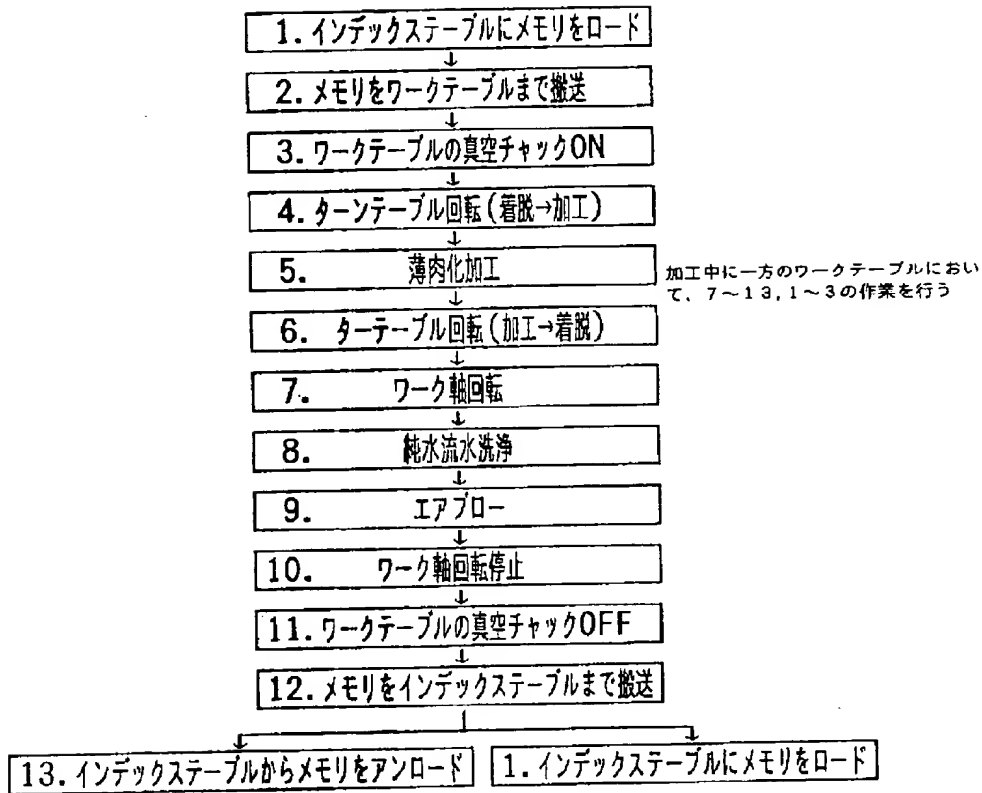 1.インデックステーブルにメモリをロード
↓
2.メモリをワークテーブルまで搬送
↓
3.ワークテーブルの真空チャックON
↓
4.ターンテーブル回転(着脱→加工)
↓
5. 薄肉化加工
加工中に一方のワークテーブルにおい
て、7～13,1～3の作業を行う
↓
6. ターテーブル回転(加工→着脱)
↓
7. ワーク軸回転
↓
8. 純水流水洗浄
↓
9. エアブロー
↓
10. ワーク軸回転停止
↓
11.ワークテーブルの真空チャックOFF
↓
12.メモリをインデックステーブルまで搬送
↓ ↓
13.インデックステーブルからメモリをアンロード
1.インデックステーブルにメモリをロード